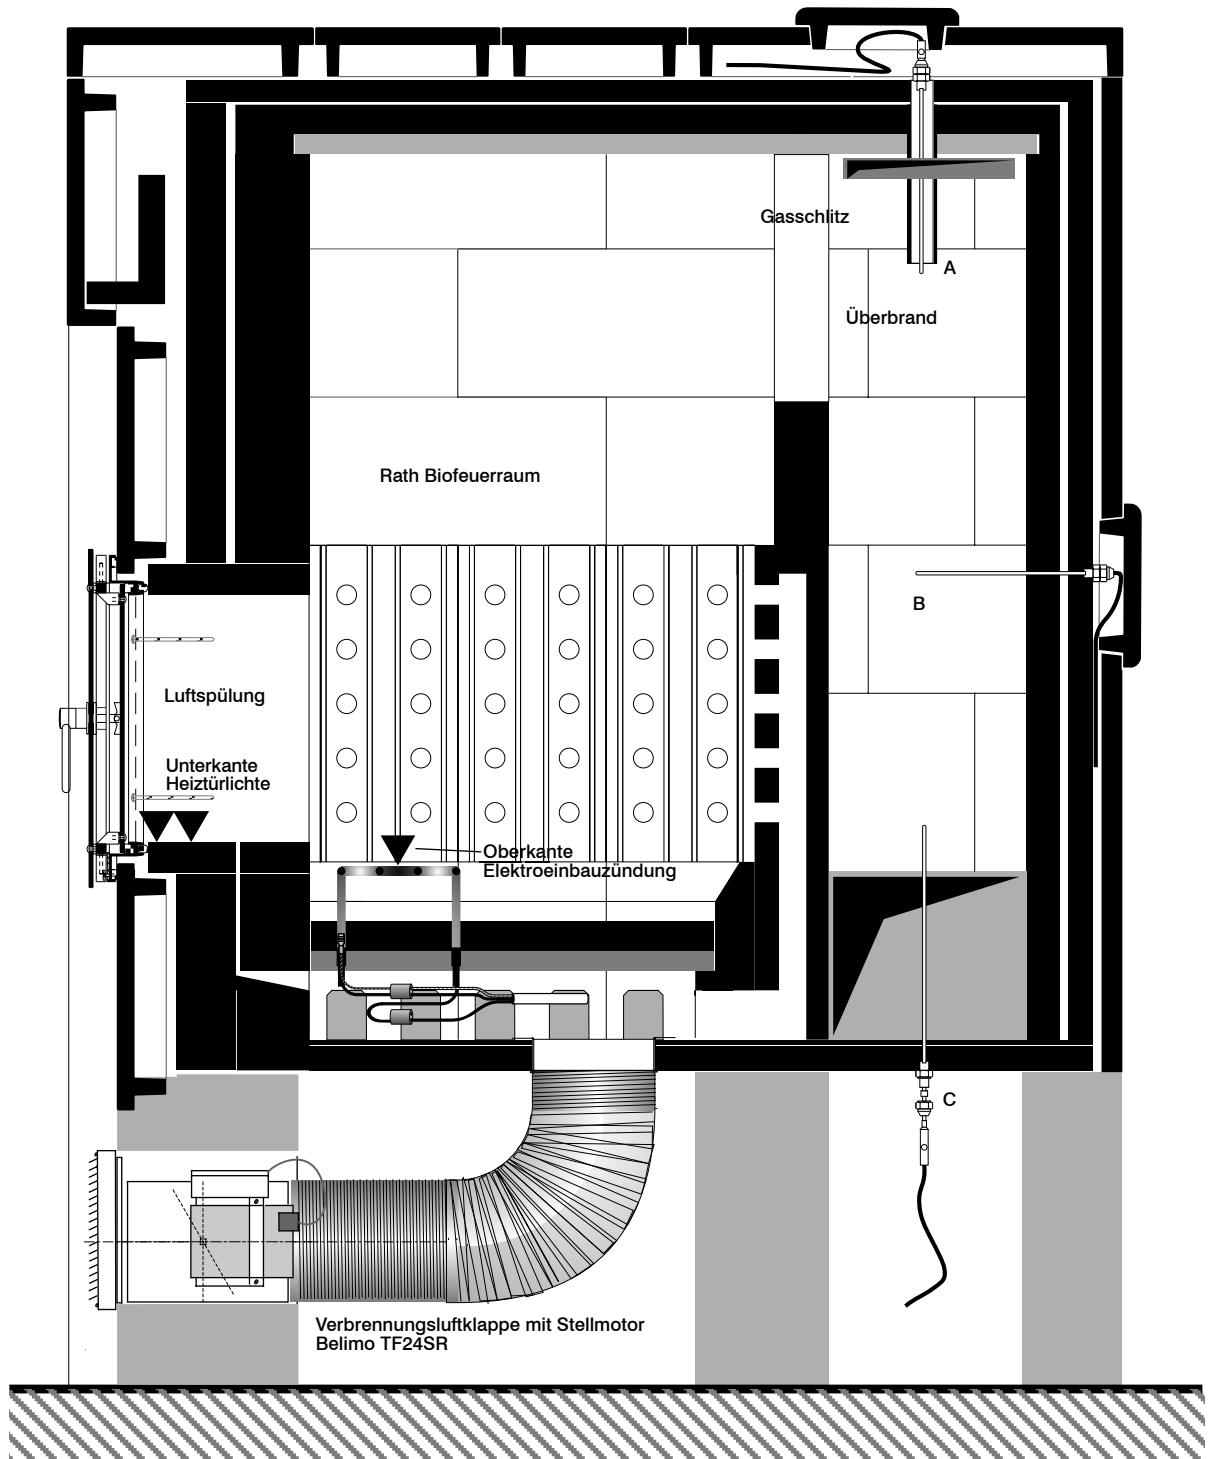 Gasschlitz
A
Überbrand
Rath Biofeuerraum
B
Luftspülung
Unterkante
Heiztürlichte
Oberkante
Elektroeinbauzündung
C
Verbrennungsluftklappe mit Stellmotor
Belimo TF24SR